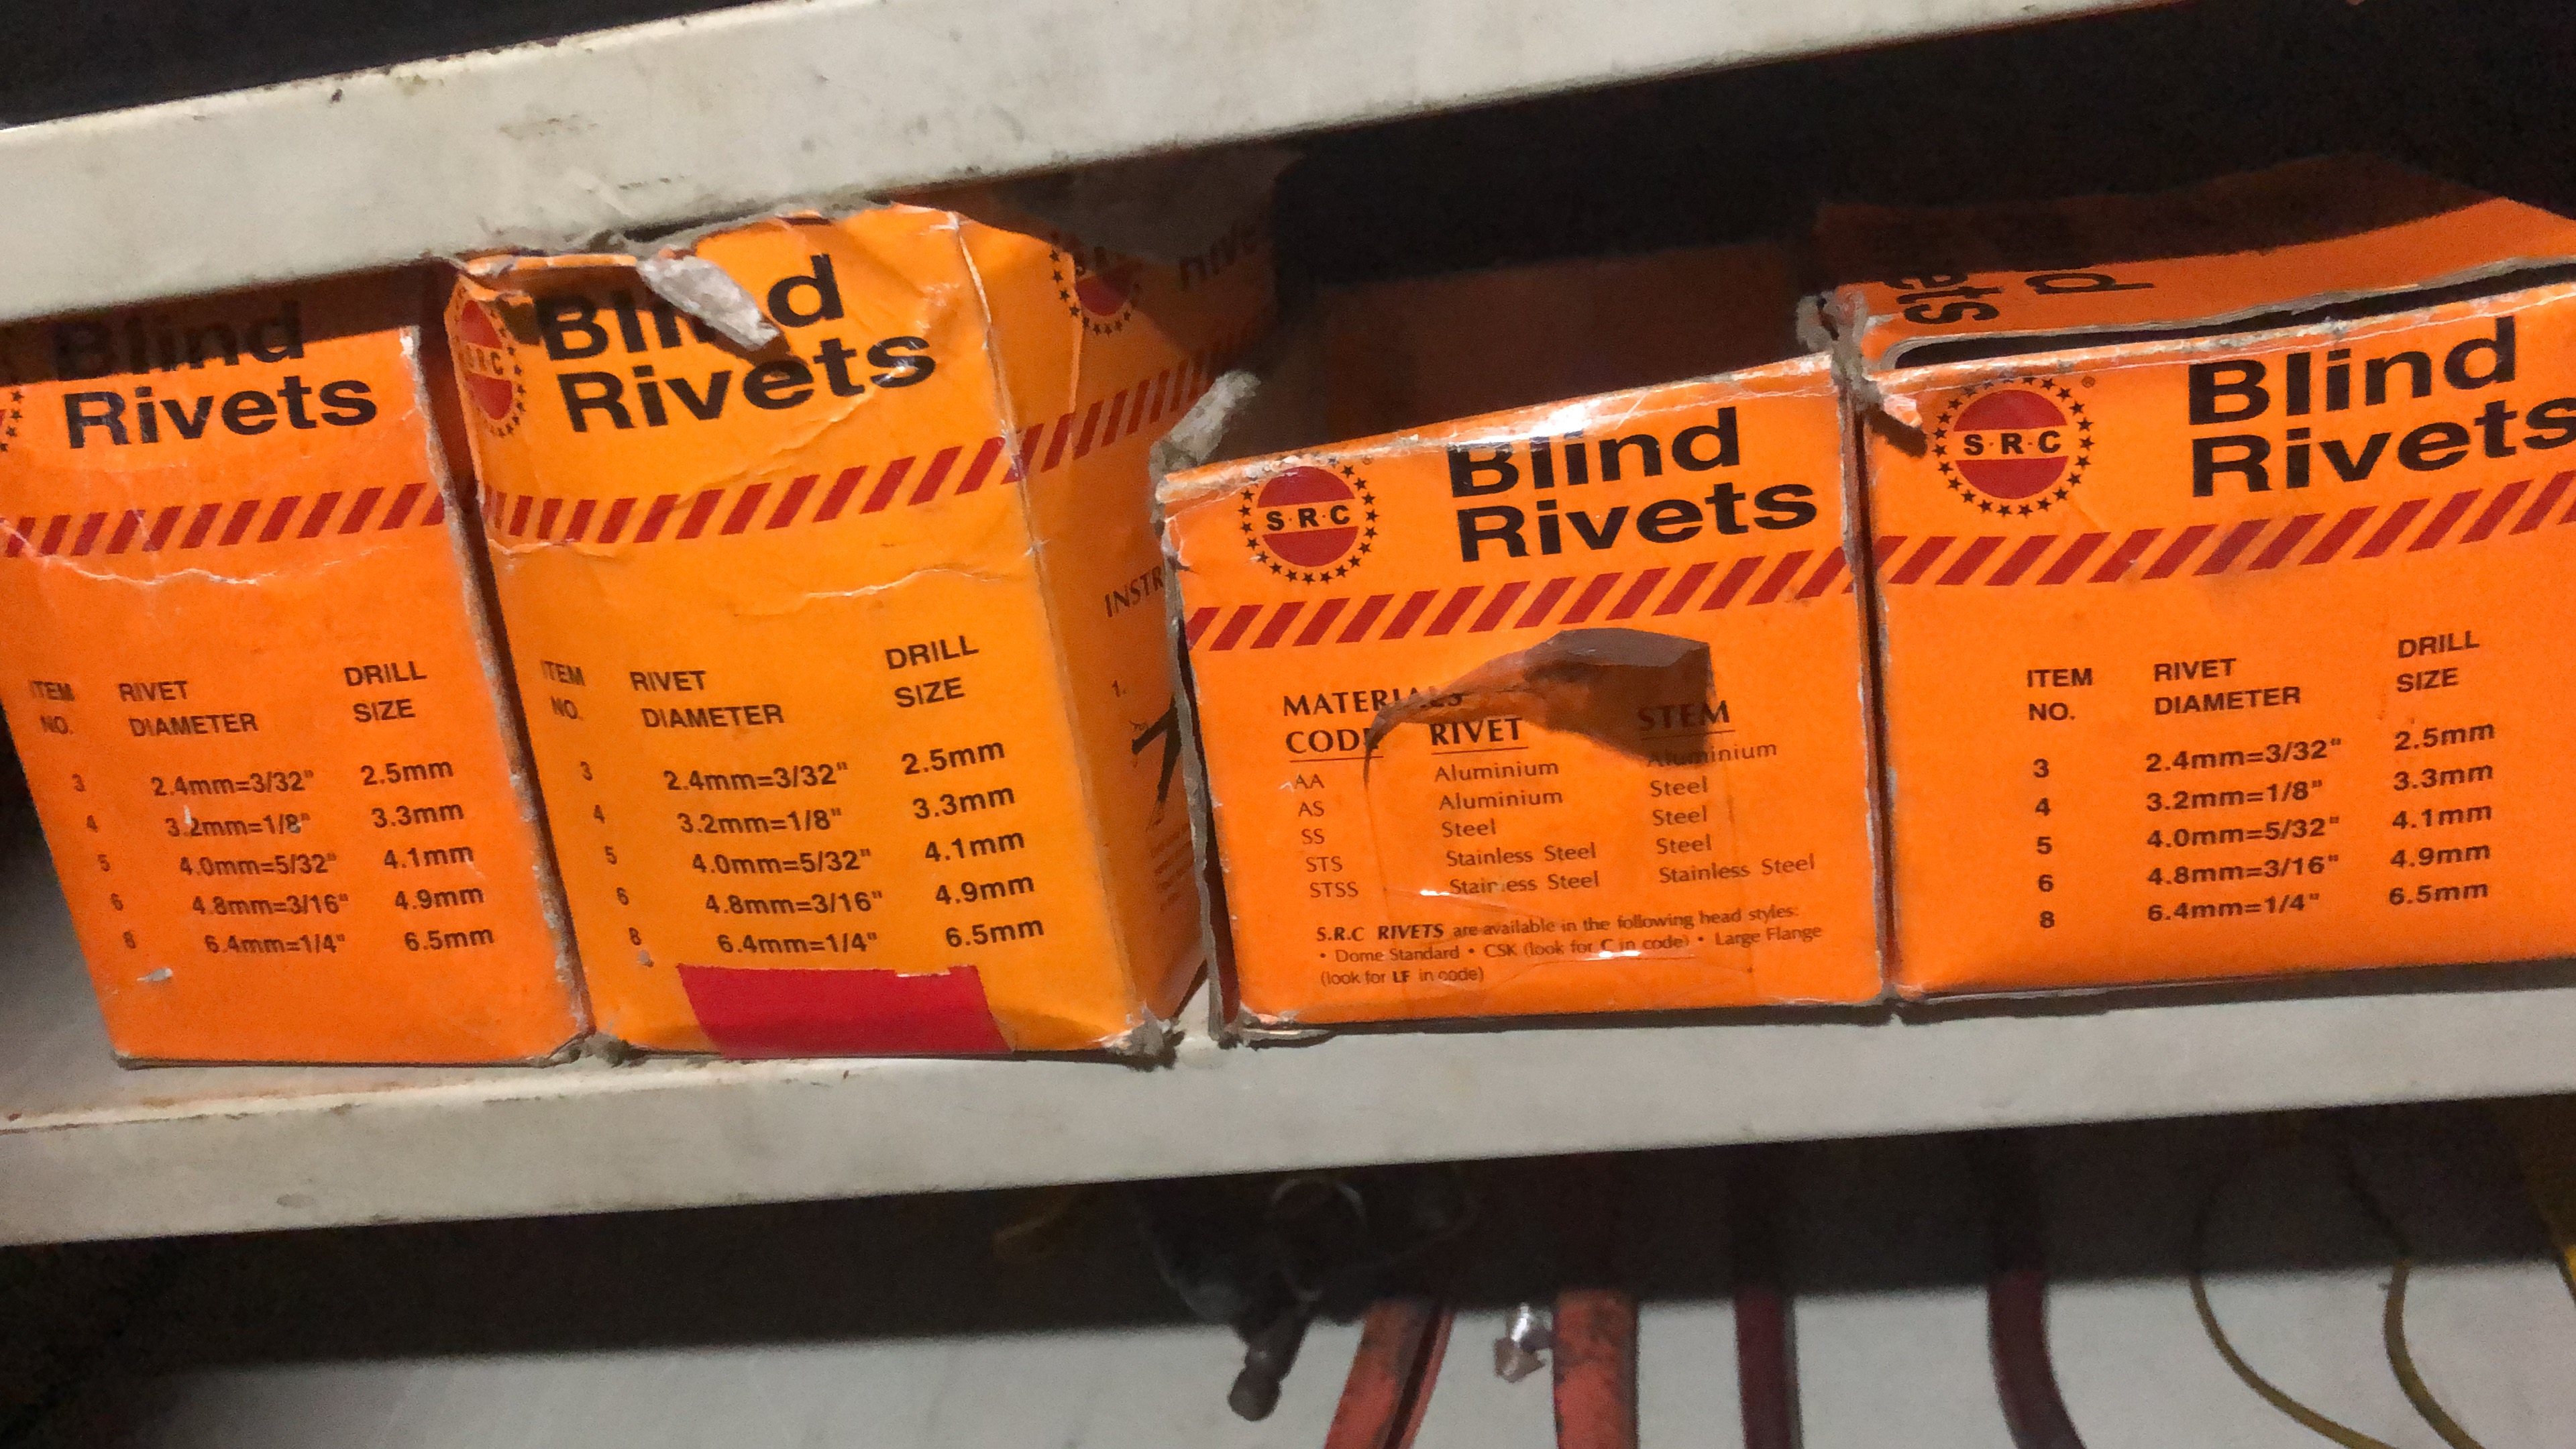 Blind
Rivets
ITEM NO. RIVET DIAMETER DRILL SIZE
3 2.4mm=3/32" 2.5mm
4 3.2mm=1/8" 3.3mm
5 4.0mm=5/32" 4.1mm
6 4.8mm=3/16" 4.9mm
8 6.4mm=1/4" 6.5mm
S·R·C
Blind
Rivets
ITEM NO. RIVET DIAMETER DRILL SIZE
3 2.4mm=3/32" 2.5mm
4 3.2mm=1/8" 3.3mm
5 4.0mm=5/32" 4.1mm
6 4.8mm=3/16" 4.9mm
8 6.4mm=1/4" 6.5mm
INSTR
1.
S·R·C
Blind
Rivets
MATERIALS
CODE RIVET STEM
AA Aluminium Aluminium
AS Aluminium Steel
SS Steel Steel
STS Stainless Steel Steel
STSS Stainless Steel Stainless Steel
S.R.C RIVETS are available in the following head styles:
• Dome Standard • CSK (look for C in code) • Large Flange
(look for LF in code)
S·R·C ®
Blind
Rivets
ITEM NO. RIVET DIAMETER DRILL SIZE
3 2.4mm=3/32" 2.5mm
4 3.2mm=1/8" 3.3mm
5 4.0mm=5/32" 4.1mm
6 4.8mm=3/16" 4.9mm
8 6.4mm=1/4" 6.5mm